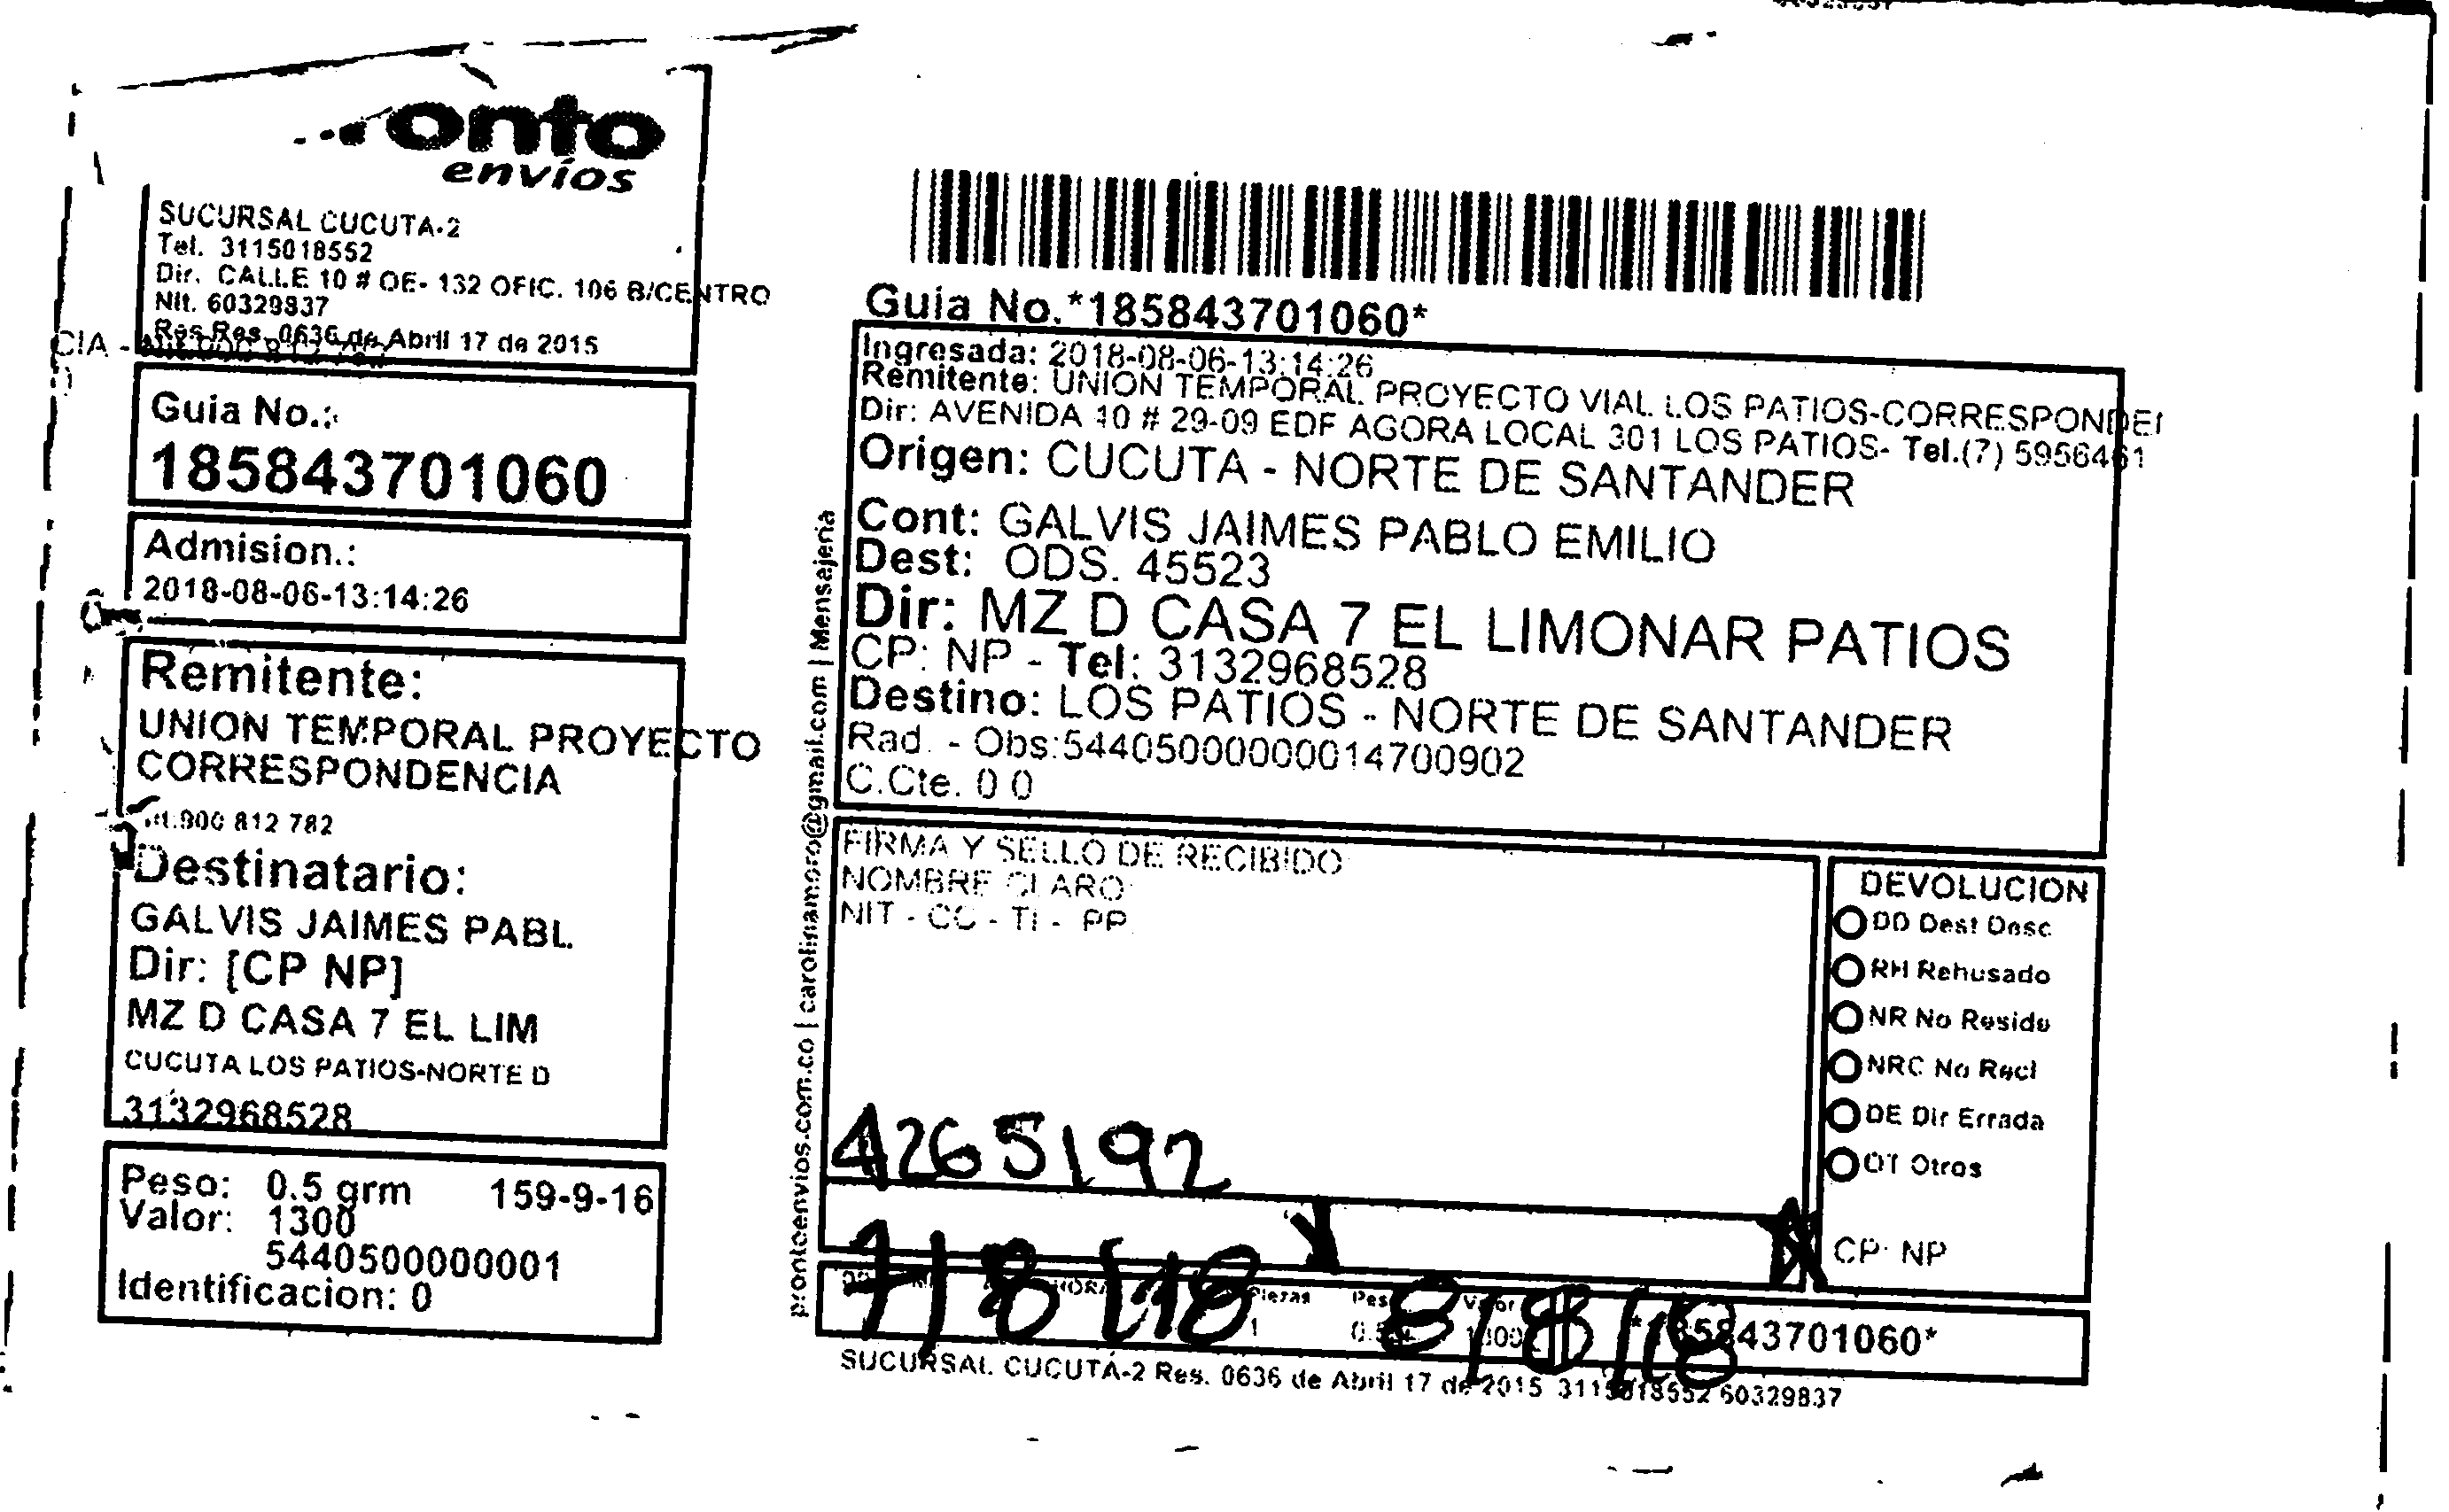 onto
envíos
SUCURSAL CUCUTA-2
Tel. 3115018552
Dir. CALLE 10 # OE- 132 OFIC. 106 B/CENTRO
Nit. 60329837
Res Res. 0636 de Abril 17 de 2015
CIA -
Guia No.:
185843701060
Admision.:
2018-08-06-13:14:26
Remitente:
UNION TEMPORAL PROYECTO
CORRESPONDENCIA
.900 812 782
Destinatario:
GALVIS JAIMES PABL
Dir: [CP NP]
MZ D CASA 7 EL LIM
CUCUTA LOS PATIOS-NORTE D
3132968528
Peso: 0.5 grm 159-9-16
Valor: 1300
5440500000001
Identificacion: 0
prontoenvios.com.co | carolinamoro@gmail.com | Mensajeria
Guia No.*185843701060*
Ingresada: 2018-08-06-13:14:26
Remitente: UNION TEMPORAL PROYECTO VIAL LOS PATIOS-CORRESPONDEI
Dir: AVENIDA 10 # 29-09 EDF AGORA LOCAL 301 LOS PATIOS- Tel.(7) 5956461
Origen: CUCUTA - NORTE DE SANTANDER
Cont: GALVIS JAIMES PABLO EMILIO
Dest: ODS. 45523
Dir: MZ D CASA 7 EL LIMONAR PATIOS
CP: NP - Tel: 3132968528
Destino: LOS PATIOS - NORTE DE SANTANDER
Rad. - Obs:5440500000014700902
C.Cte. 0 0
FIRMA Y SELLO DE RECIBIDO
NOMBRE CLARO
NIT - CC - TI - PP
4265192
DEVOLUCION
DD Dest Desc
RH Rehusado
NR No Reside
NRC No Recl
DE Dir Errada
OT Otros
CP: NP
7/8/18 8/8/18
HORA Piezas Pes Valor
1 1300 *185843701060*
SUCURSAL CUCUTA-2 Res. 0636 de Abril 17 de 2015 3115018552 60329837